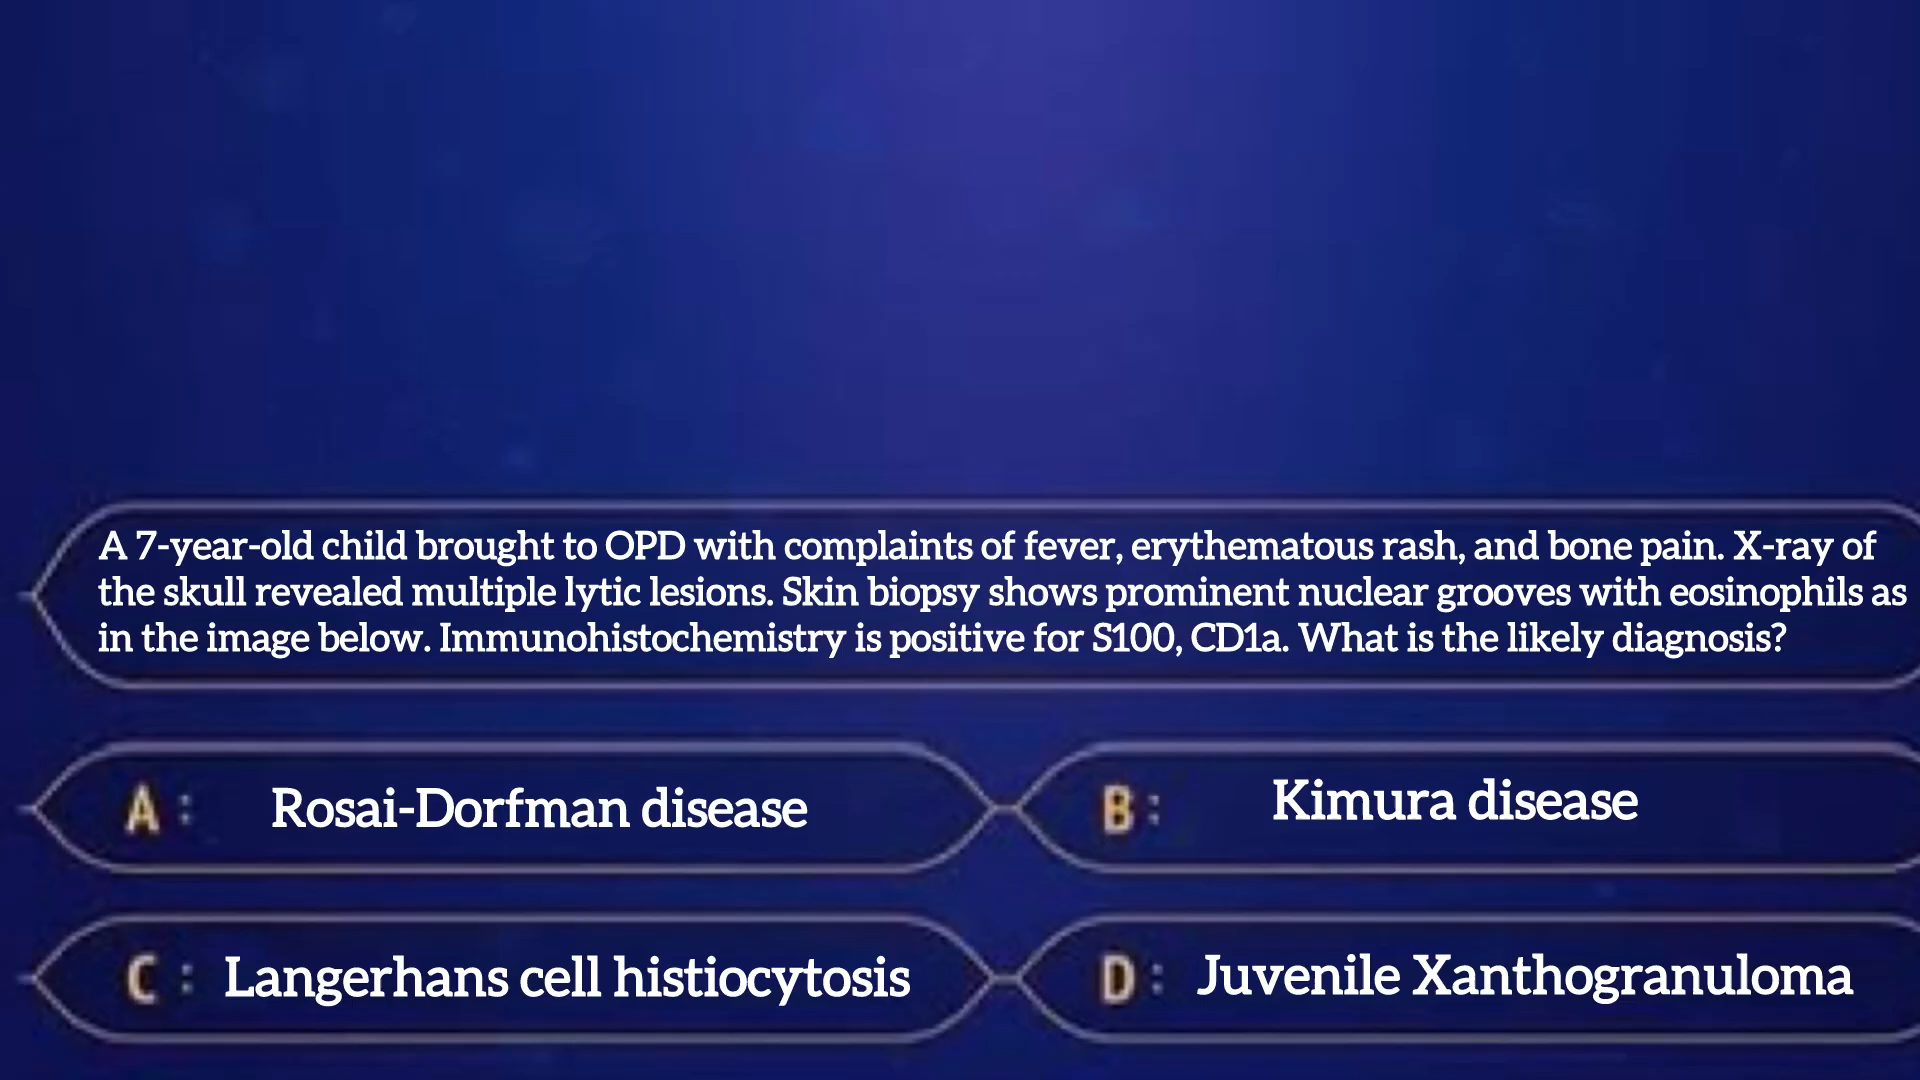 A 7-year-old child brought to OPD with complaints of fever, erythematous rash, and bone pain. X-ray of
the skull revealed multiple lytic lesions. Skin biopsy shows prominent nuclear grooves with eosinophils as
in the image below. Immunohistochemistry is positive for S100, CD1a. What is the likely diagnosis?
A : Rosai-Dorfman disease
B : Kimura disease
C : Langerhans cell histiocytosis
D : Juvenile Xanthogranuloma